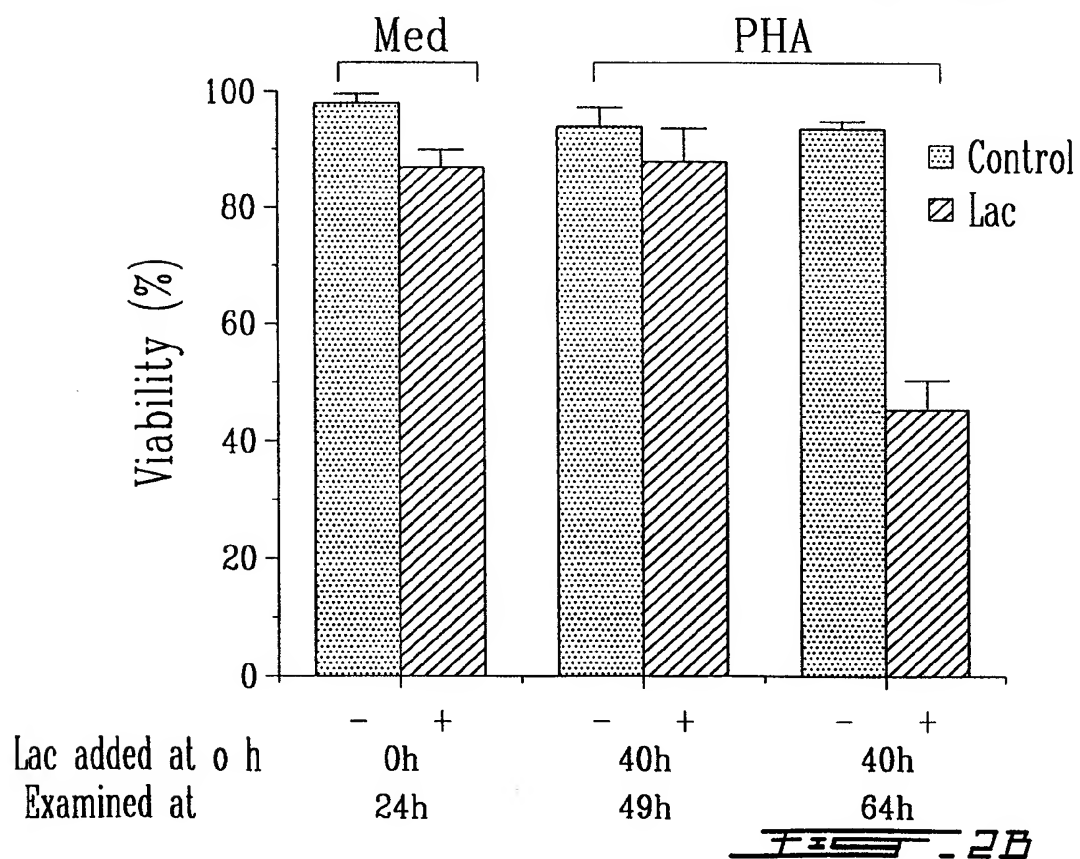 Med PHA
100
80
60
40
20
0
Viability (%)
Control
Lac
− + − + − +
Lac added at o h 0h 40h 40h
Examined at 24h 49h 64h
FIG_2B